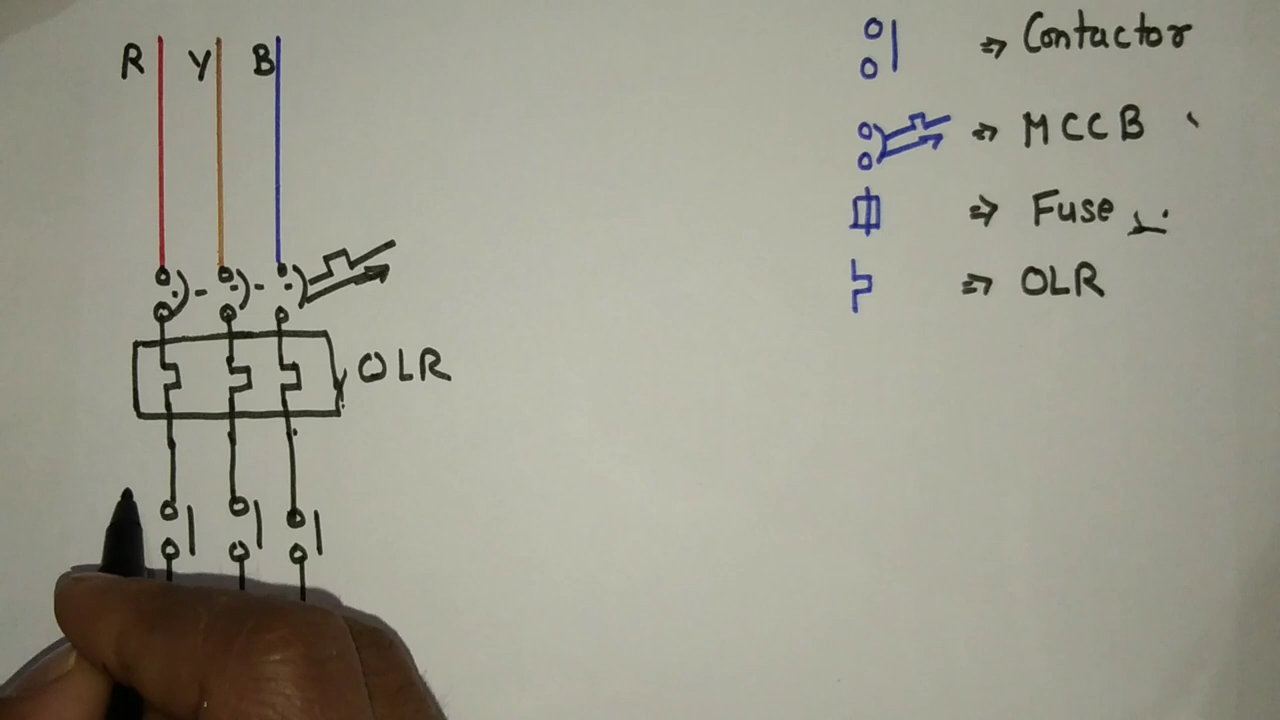 R Y B
OLR
⇒ Contactor
⇒ MCCB
⇒ Fuse
⇒ OLR